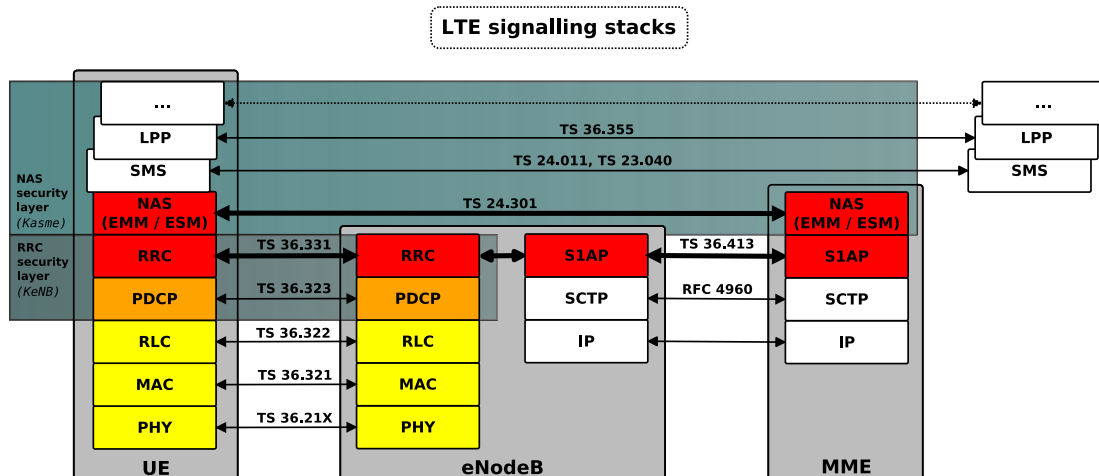 LTE signalling stacks
... ...
LPP TS 36.355 LPP
SMS TS 24.011, TS 23.040 SMS
NAS
security
layer
(Kasme)
NAS
(EMM / ESM)
TS 24.301
NAS
(EMM / ESM)
RRC
security
layer
(KeNB)
RRC TS 36.331 RRC S1AP TS 36.413 S1AP
PDCP TS 36.323 PDCP SCTP RFC 4960 SCTP
RLC TS 36.322 RLC IP IP
MAC TS 36.321 MAC
PHY TS 36.21X PHY
UE eNodeB MME